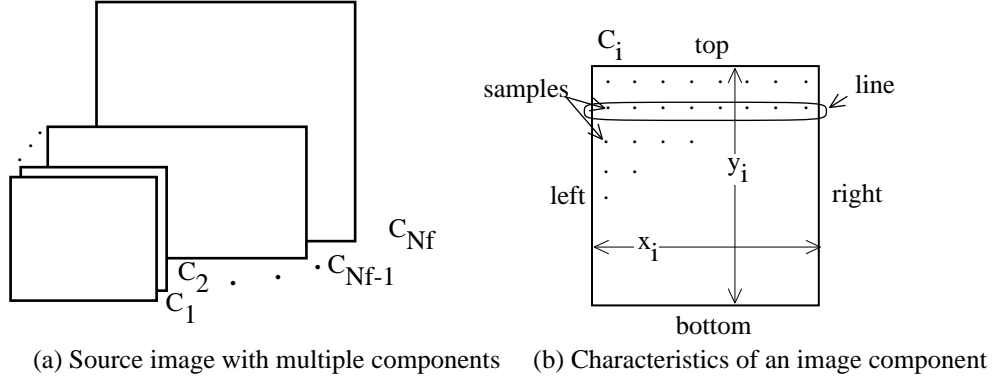 C_Nf
C_Nf-1
C_2
C_1
(a) Source image with multiple components
C_i
top
samples
line
y_i
left
right
x_i
bottom
(b) Characteristics of an image component